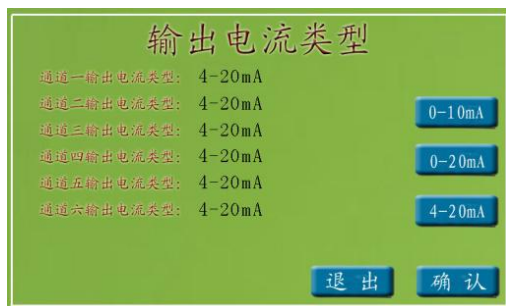 输出电流类型
通道一输出电流类型: 4-20mA
通道二输出电流类型: 4-20mA
通道三输出电流类型: 4-20mA
通道四输出电流类型: 4-20mA
通道五输出电流类型: 4-20mA
通道六输出电流类型: 4-20mA
0-10mA
0-20mA
4-20mA
退 出
确 认